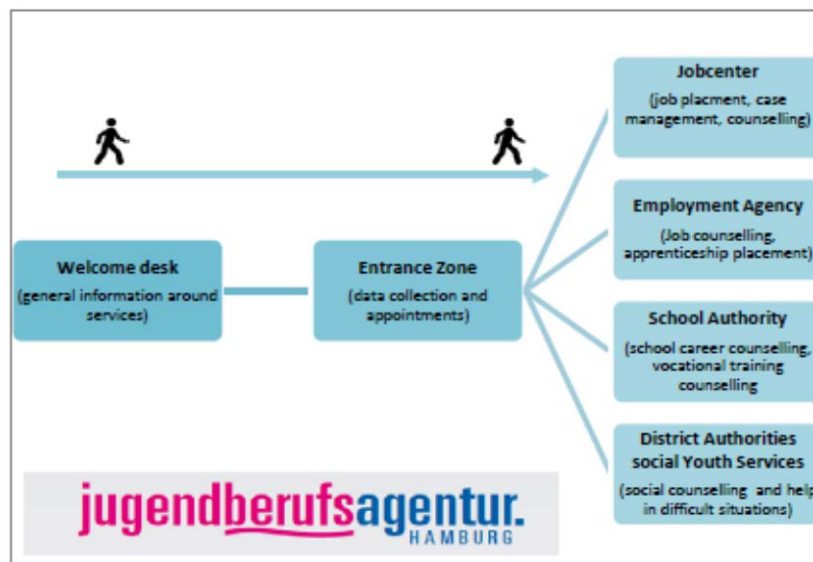 Jobcenter
(job placment, case
management, counselling)
Employment Agency
(Job counselling,
apprenticeship placement)
Welcome desk
(general information around
services)
Entrance Zone
(data collection and
appointments)
School Authority
(school career counselling,
vocational training
counselling
District Authorities
social Youth Services
(social counselling and help
in difficult situations)
jugendberufsagentur.
HAMBURG